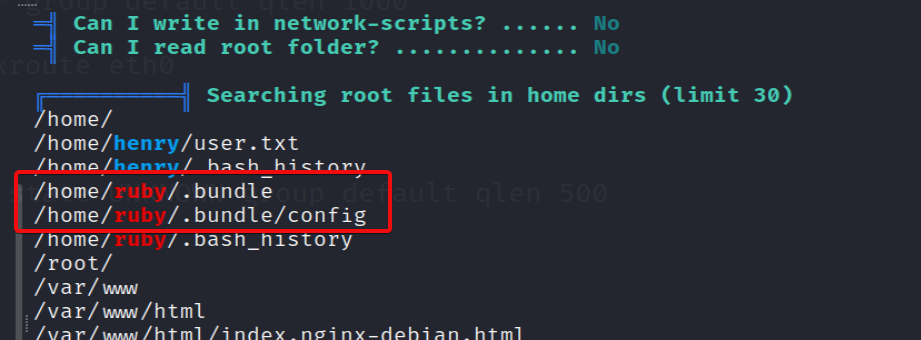 group default qlen 1000
═╣ Can I write in network-scripts? ...... No
═╣ Can I read root folder? .............. No
kroute eth0
╔══════════╣ Searching root files in home dirs (limit 30)
/home/
/home/henry/user.txt
/home/henry/.bash_history
/home/ruby/.bundle
group default qlen 500
/home/ruby/.bundle/config
/home/ruby/.bash_history
/root/
/var/www
/var/www/html
/var/www/html/index.nginx-debian.html